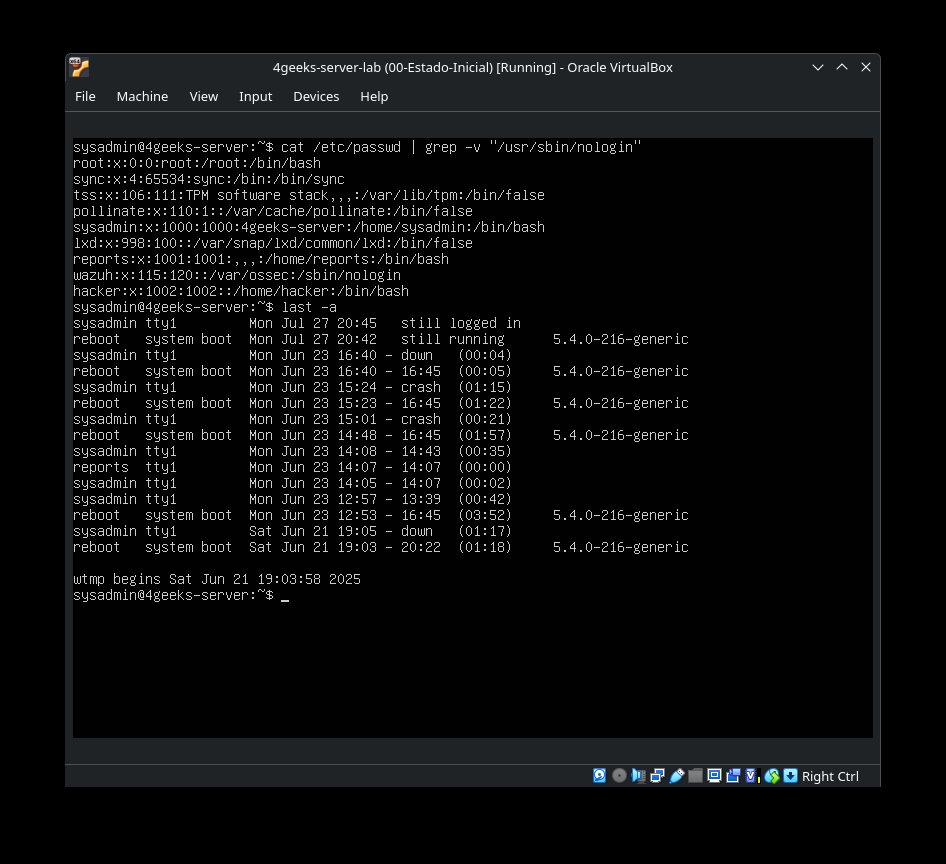 4geeks-server-lab (00-Estado-Inicial) [Running] - Oracle VirtualBox
File Machine View Input Devices Help
sysadmin@4geeks-server:~$ cat /etc/passwd | grep -v "/usr/sbin/nologin"
root:x:0:0:root:/root:/bin/bash
sync:x:4:65534:sync:/bin:/bin/sync
tss:x:106:111:TPM software stack,,,:/var/lib/tpm:/bin/false
pollinate:x:110:1::/var/cache/pollinate:/bin/false
sysadmin:x:1000:1000:4geeks-server:/home/sysadmin:/bin/bash
lxd:x:998:100::/var/snap/lxd/common/lxd:/bin/false
reports:x:1001:1001:,,,:/home/reports:/bin/bash
wazuh:x:115:120::/var/ossec:/sbin/nologin
hacker:x:1002:1002::/home/hacker:/bin/bash
sysadmin@4geeks-server:~$ last -a
sysadmin tty1         Mon Jul 27 20:45   still logged in
reboot   system boot  Mon Jul 27 20:42   still running      5.4.0-216-generic
sysadmin tty1         Mon Jun 23 16:40 - down   (00:04)
reboot   system boot  Mon Jun 23 16:40 - 16:45  (00:05)     5.4.0-216-generic
sysadmin tty1         Mon Jun 23 15:24 - crash  (01:15)
reboot   system boot  Mon Jun 23 15:23 - 16:45  (01:22)     5.4.0-216-generic
sysadmin tty1         Mon Jun 23 15:01 - crash  (00:21)
reboot   system boot  Mon Jun 23 14:48 - 16:45  (01:57)     5.4.0-216-generic
sysadmin tty1         Mon Jun 23 14:08 - 14:43  (00:35)
reports  tty1         Mon Jun 23 14:07 - 14:07  (00:00)
sysadmin tty1         Mon Jun 23 14:05 - 14:07  (00:02)
sysadmin tty1         Mon Jun 23 12:57 - 13:39  (00:42)
reboot   system boot  Mon Jun 23 12:53 - 16:45  (03:52)     5.4.0-216-generic
sysadmin tty1         Sat Jun 21 19:05 - down   (01:17)
reboot   system boot  Sat Jun 21 19:03 - 20:22  (01:18)     5.4.0-216-generic
wtmp begins Sat Jun 21 19:03:58 2025
sysadmin@4geeks-server:~$ _
Right Ctrl